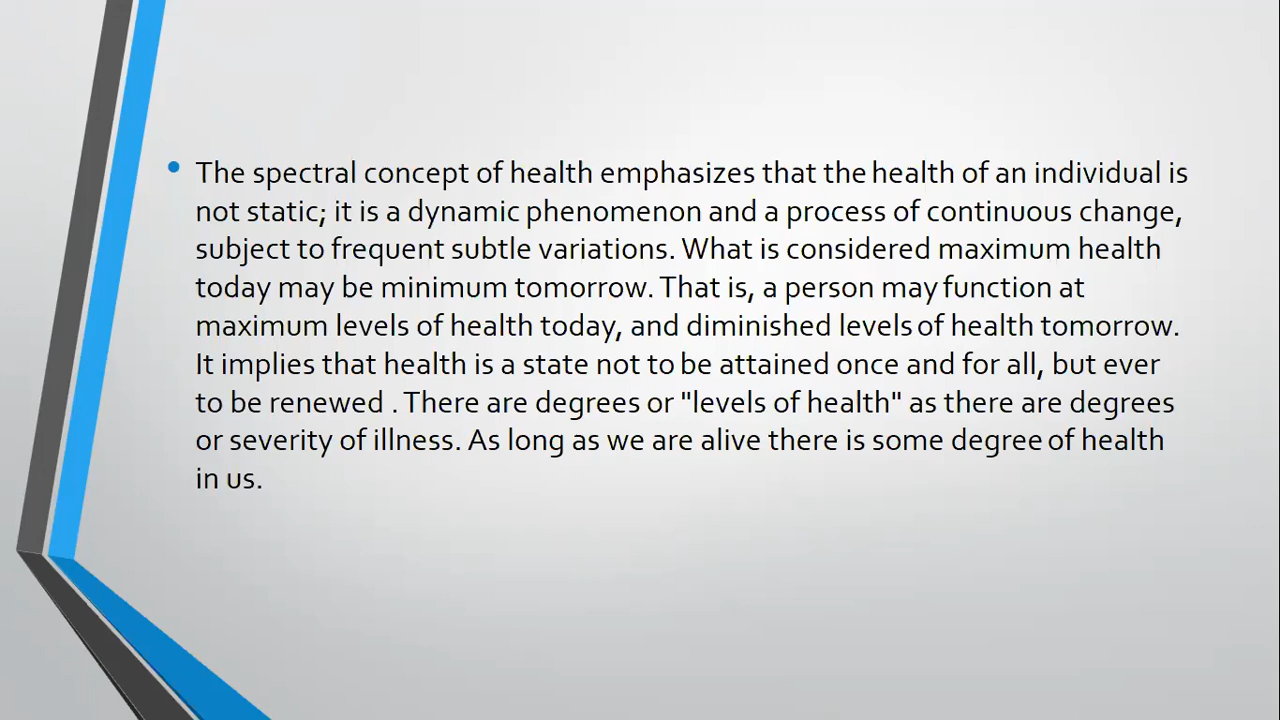 • The spectral concept of health emphasizes that the health of an individual is
not static; it is a dynamic phenomenon and a process of continuous change,
subject to frequent subtle variations. What is considered maximum health
today may be minimum tomorrow. That is, a person may function at
maximum levels of health today, and diminished levels of health tomorrow.
It implies that health is a state not to be attained once and for all, but ever
to be renewed . There are degrees or "levels of health" as there are degrees
or severity of illness. As long as we are alive there is some degree of health
in us.